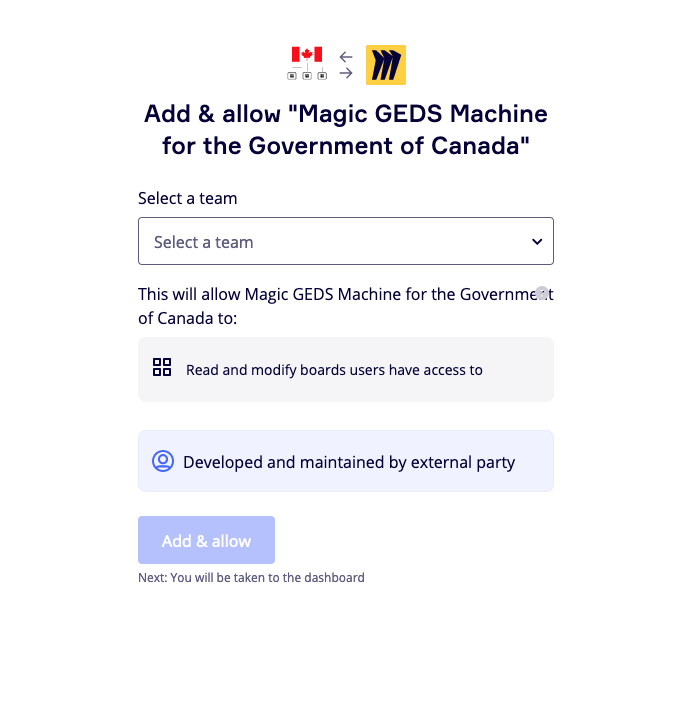 Add & allow "Magic GEDS Machine
for the Government of Canada"
Select a team
Select a team
This will allow Magic GEDS Machine for the Government
of Canada to:
Read and modify boards users have access to
Developed and maintained by external party
Add & allow
Next: You will be taken to the dashboard